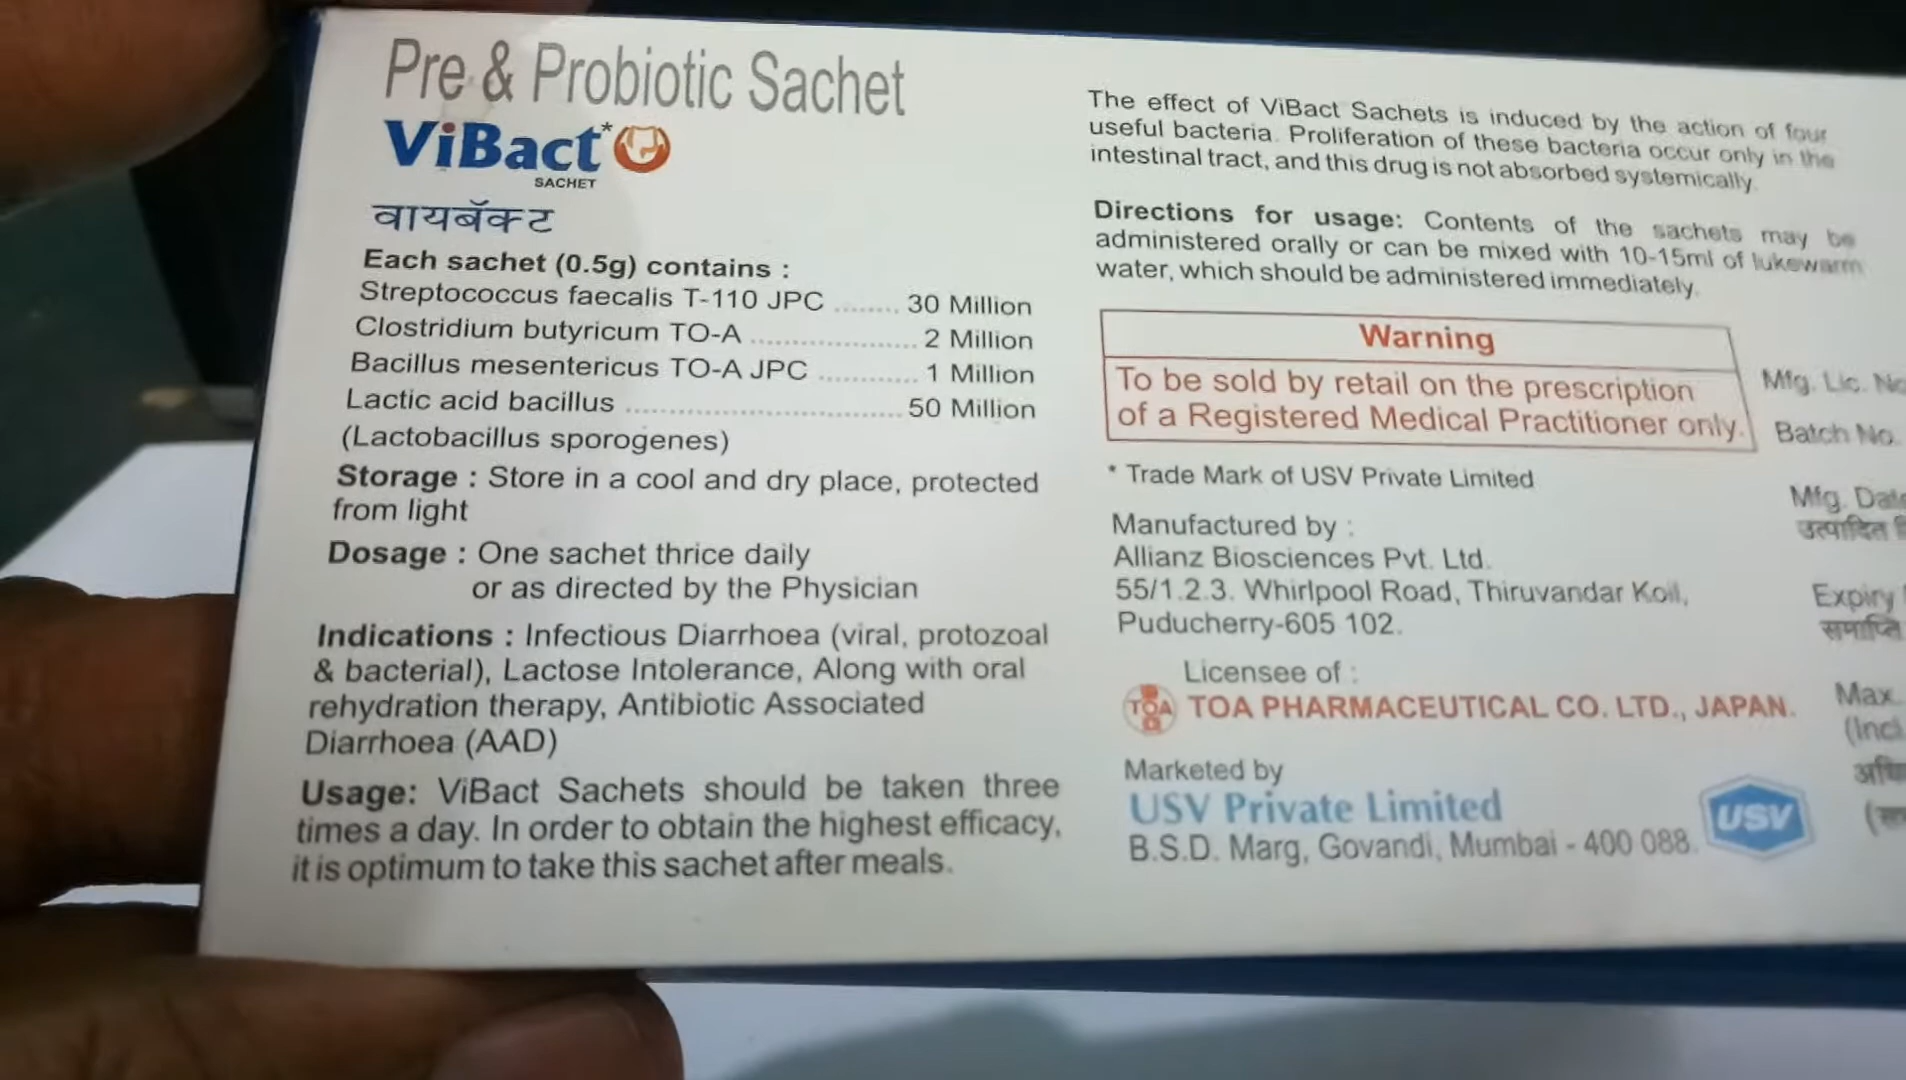 Pre & Probiotic Sachet
ViBact*
SACHET
वायबॅक्ट
Each sachet (0.5g) contains :
Streptococcus faecalis T-110 JPC ........ 30 Million
Clostridium butyricum TO-A .................... 2 Million
Bacillus mesentericus TO-A JPC ............ 1 Million
Lactic acid bacillus ................................. 50 Million
(Lactobacillus sporogenes)
Storage : Store in a cool and dry place, protected
from light
Dosage : One sachet thrice daily
or as directed by the Physician
Indications : Infectious Diarrhoea (viral, protozoal
& bacterial), Lactose Intolerance, Along with oral
rehydration therapy, Antibiotic Associated
Diarrhoea (AAD)
Usage: ViBact Sachets should be taken three
times a day. In order to obtain the highest efficacy,
it is optimum to take this sachet after meals.
The effect of ViBact Sachets is induced by the action of four
useful bacteria. Proliferation of these bacteria occur only in the
intestinal tract, and this drug is not absorbed systemically.
Directions for usage: Contents of the sachets may be
administered orally or can be mixed with 10-15ml of lukewarm
water, which should be administered immediately.
Warning
To be sold by retail on the prescription
of a Registered Medical Practitioner only.
* Trade Mark of USV Private Limited
Manufactured by :
Allianz Biosciences Pvt. Ltd.
55/1.2.3. Whirlpool Road, Thiruvandar Koil,
Puducherry-605 102.
Licensee of :
TOA
TOA PHARMACEUTICAL CO. LTD., JAPAN.
Marketed by
USV Private Limited
B.S.D. Marg, Govandi, Mumbai - 400 088.
USV
Mfg. Lic. No
Batch No.
Mfg. Date
उत्पादित
Expiry
समाप्ति
Max.
(Incl.